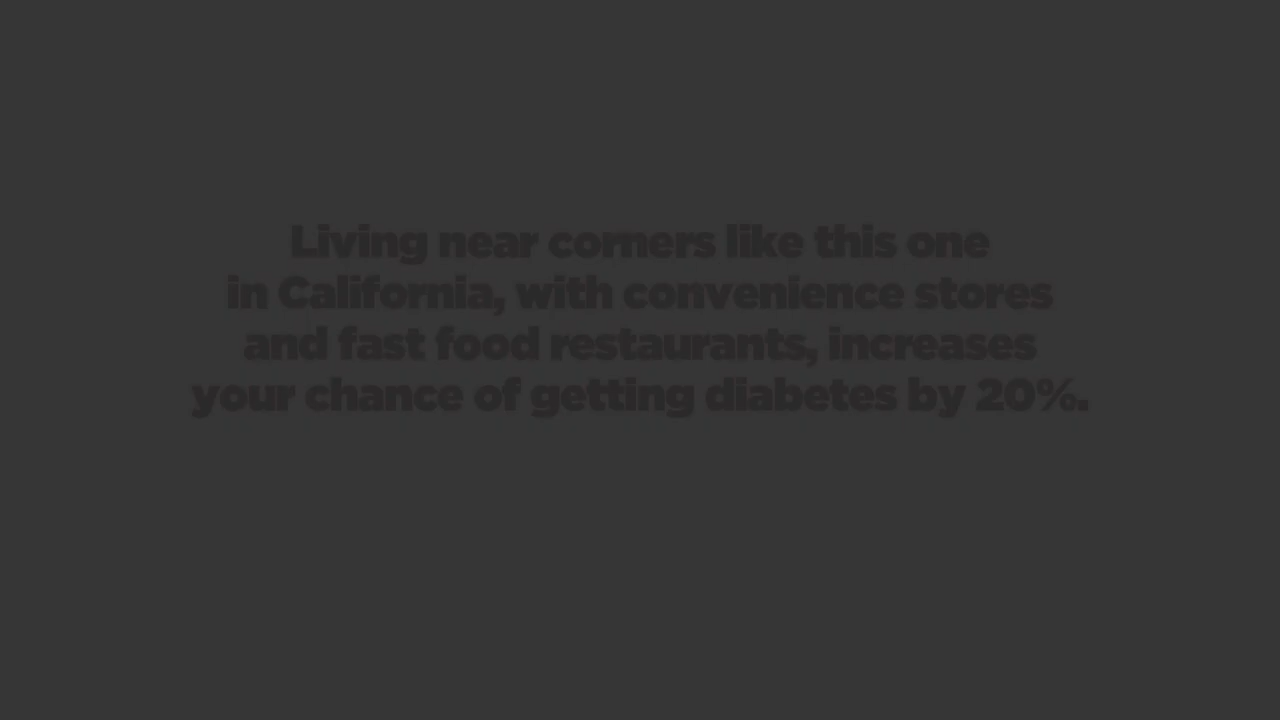 Living near corners like this one
in California, with convenience stores
and fast food restaurants, increases
your chance of getting diabetes by 20%.